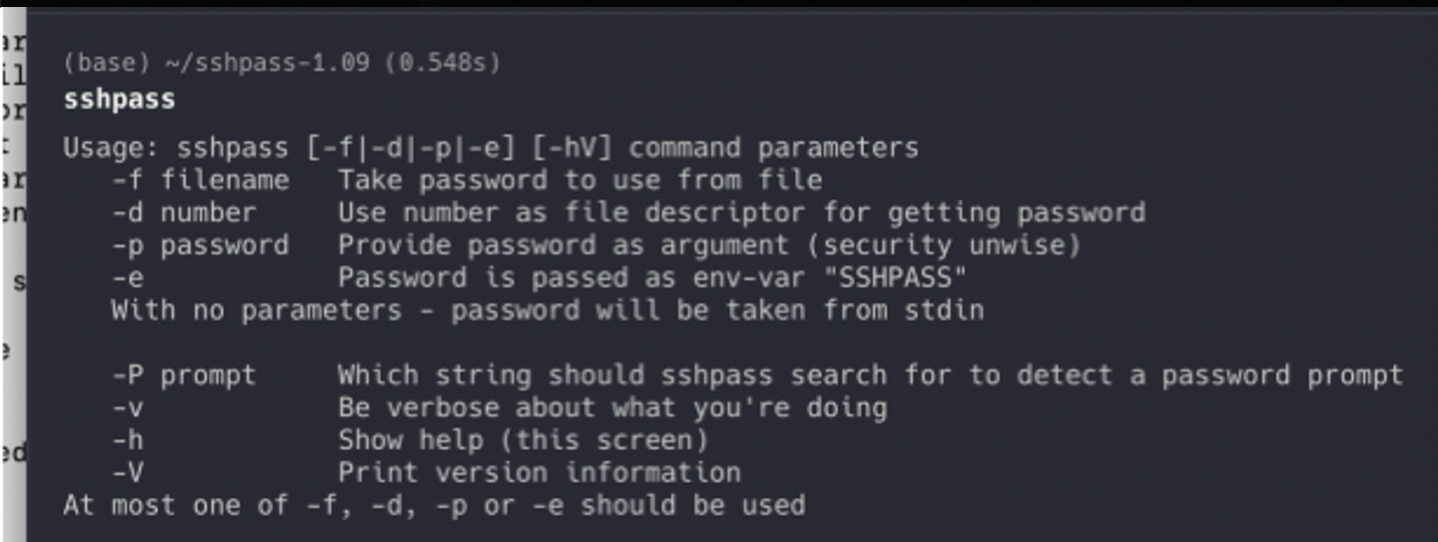 (base) ~/sshpass-1.09 (0.548s)
sshpass
Usage: sshpass [-f|-d|-p|-e] [-hV] command parameters
-f filename Take password to use from file
-d number Use number as file descriptor for getting password
-p password Provide password as argument (security unwise)
-e Password is passed as env-var "SSHPASS"
With no parameters - password will be taken from stdin
-P prompt Which string should sshpass search for to detect a password prompt
-v Be verbose about what you're doing
-h Show help (this screen)
-V Print version information
At most one of -f, -d, -p or -e should be used